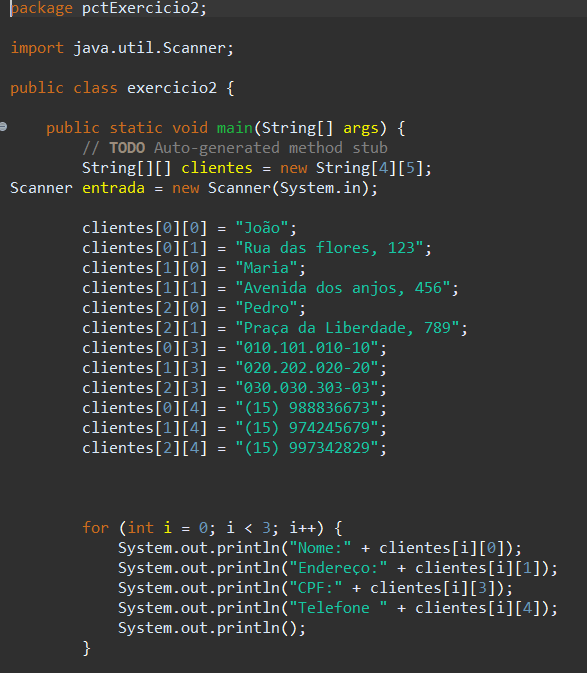 package pctExercicio2;
import java.util.Scanner;
public class exercicio2 {
public static void main(String[] args) {
// TODO Auto-generated method stub
String[][] clientes = new String[4][5];
Scanner entrada = new Scanner(System.in);
clientes[0][0] = "João";
clientes[0][1] = "Rua das flores, 123";
clientes[1][0] = "Maria";
clientes[1][1] = "Avenida dos anjos, 456";
clientes[2][0] = "Pedro";
clientes[2][1] = "Praça da Liberdade, 789";
clientes[0][3] = "010.101.010-10";
clientes[1][3] = "020.202.020-20";
clientes[2][3] = "030.030.303-03";
clientes[0][4] = "(15) 988836673";
clientes[1][4] = "(15) 974245679";
clientes[2][4] = "(15) 997342829";
for (int i = 0; i < 3; i++) {
System.out.println("Nome:" + clientes[i][0]);
System.out.println("Endereço:" + clientes[i][1]);
System.out.println("CPF:" + clientes[i][3]);
System.out.println("Telefone " + clientes[i][4]);
System.out.println();
}